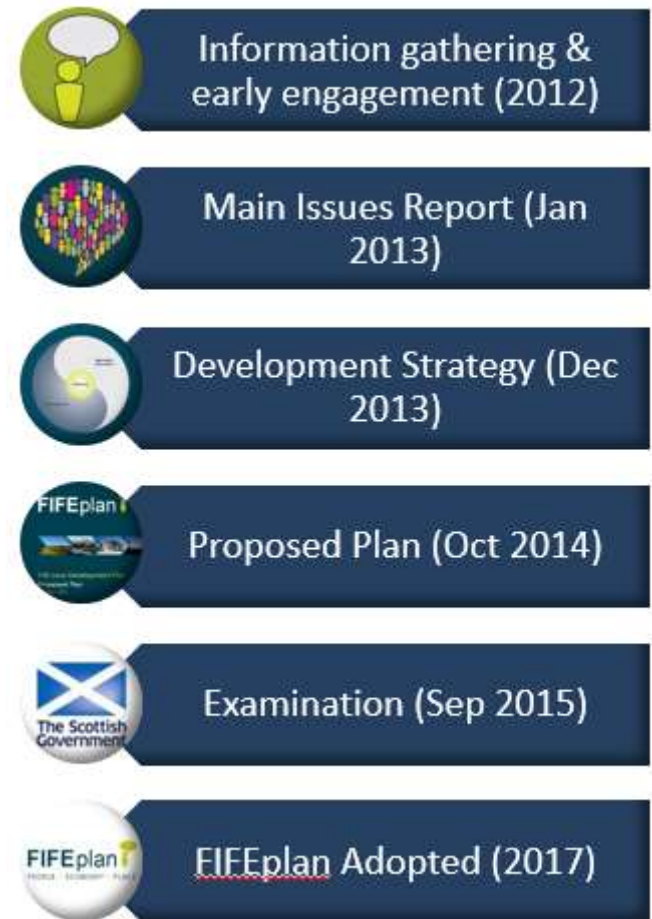 Information gathering &
early engagement (2012)
Main Issues Report (Jan
2013)
Development Strategy (Dec
2013)
FIFEplan
Proposed Plan (Oct 2014)
The Scottish
Government
Examination (Sep 2015)
FIFEplan
PEOPLE · ECONOMY · PLACE
FIFEplan Adopted (2017)